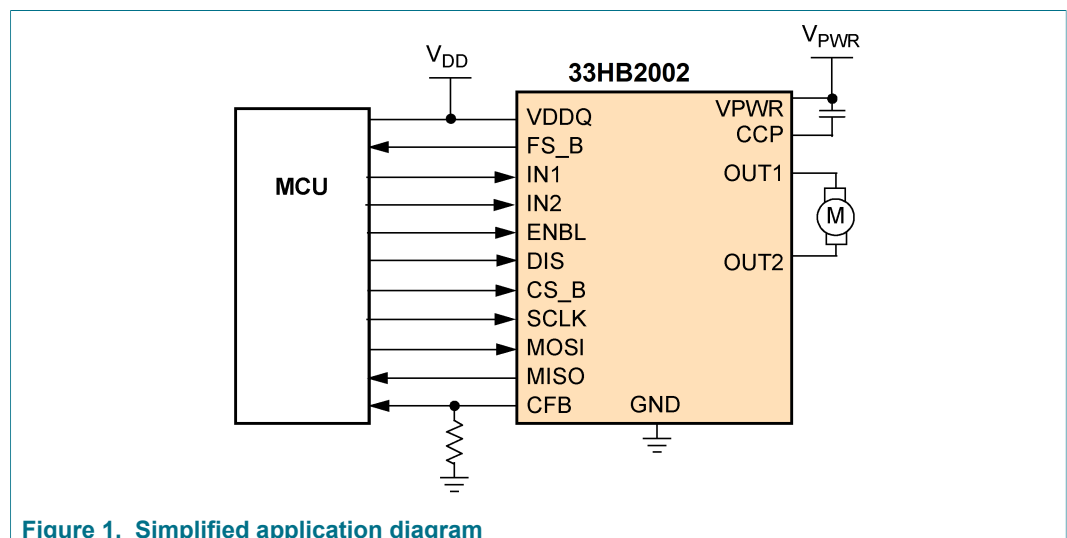 VDD
VPWR
33HB2002
MCU
VDDQ
FS_B
IN1
IN2
ENBL
DIS
CS_B
SCLK
MOSI
MISO
CFB
GND
VPWR
CCP
OUT1
M
OUT2
Figure 1. Simplified application diagram